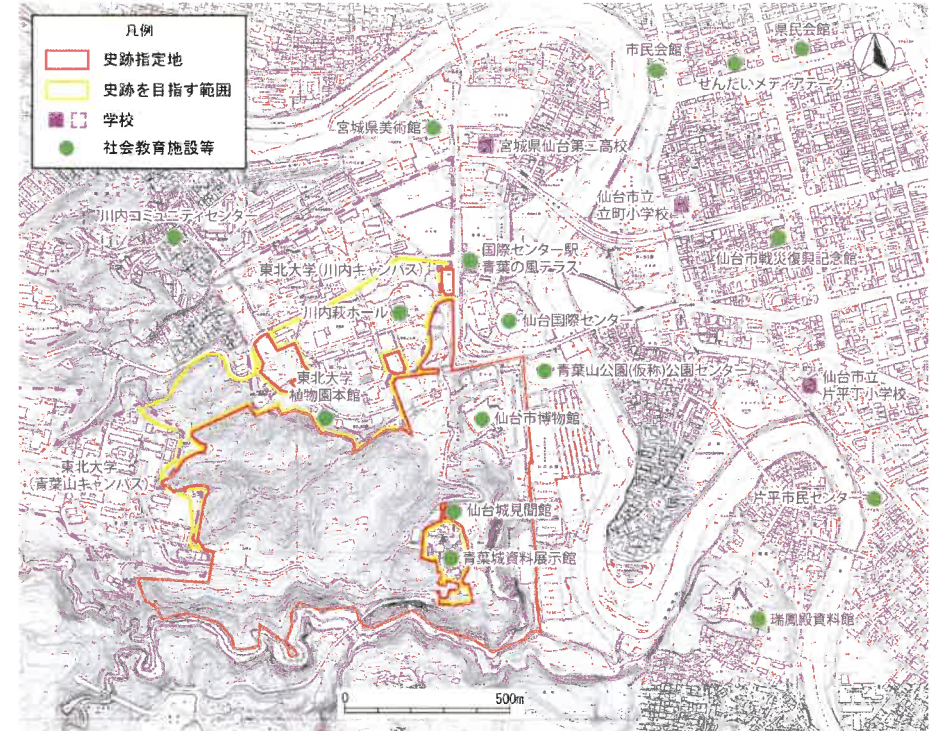 凡例
史跡指定地
史跡を目指す範囲
学校
社会教育施設等
県民会館
市民会館
せんだいメディアテーク
宮城県美術館
宮城県仙台第二高校
仙台市立
立町小学校
川内コミュニティセンター
仙台市戦災復興記念館
国際センター駅
青葉の風テラス
東北大学(川内キャンパス)
川内萩ホール
仙台国際センター
青葉山公園(仮称)公園センター
仙台市立
片平丁小学校
東北大学
植物園本館
仙台市博物館
東北大学
(青葉山キャンパス)
片平市民センター
仙台城見聞館
青葉城資料展示館
瑞鳳殿資料館
0
500m